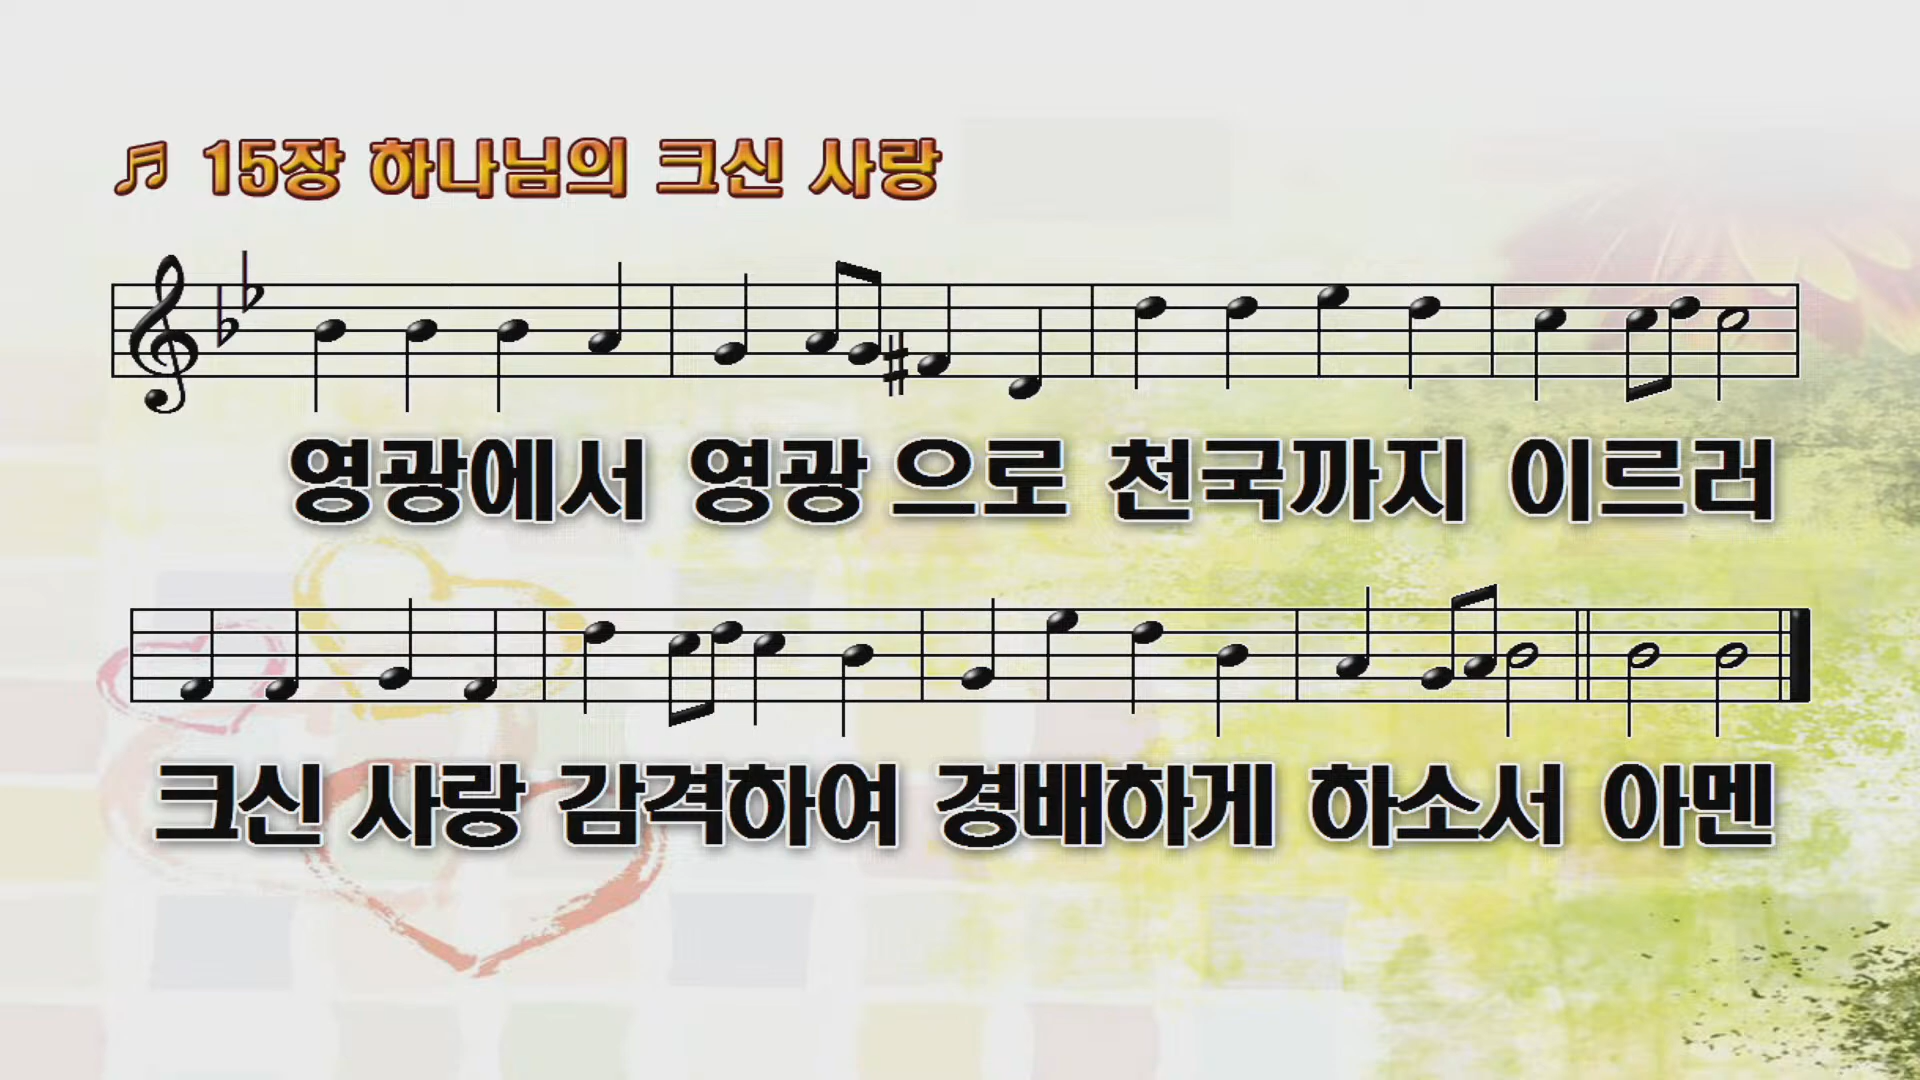 15장 하나님의 크신 사랑
영광에서 영광으로 천국까지 이르러
크신 사랑 감격하여 경배하게 하소서 아멘